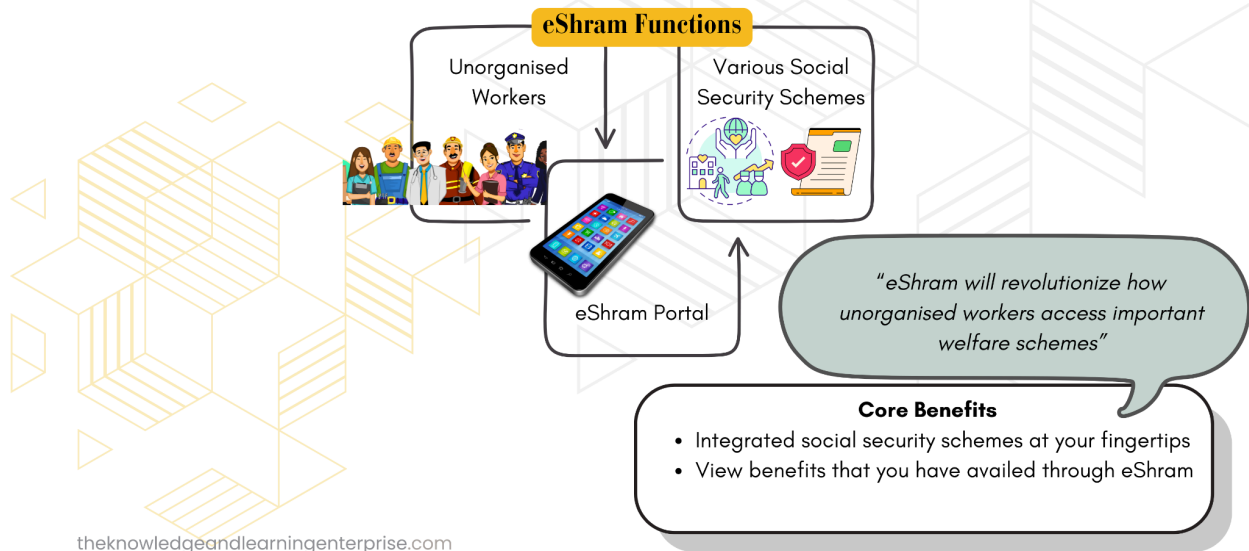 eShram Functions
Unorganised
Workers
Various Social
Security Schemes
eShram Portal
“eShram will revolutionize how
unorganised workers access important
welfare schemes”
Core Benefits
• Integrated social security schemes at your fingertips
• View benefits that you have availed through eShram
theknowledgeandlearningenterprise.com